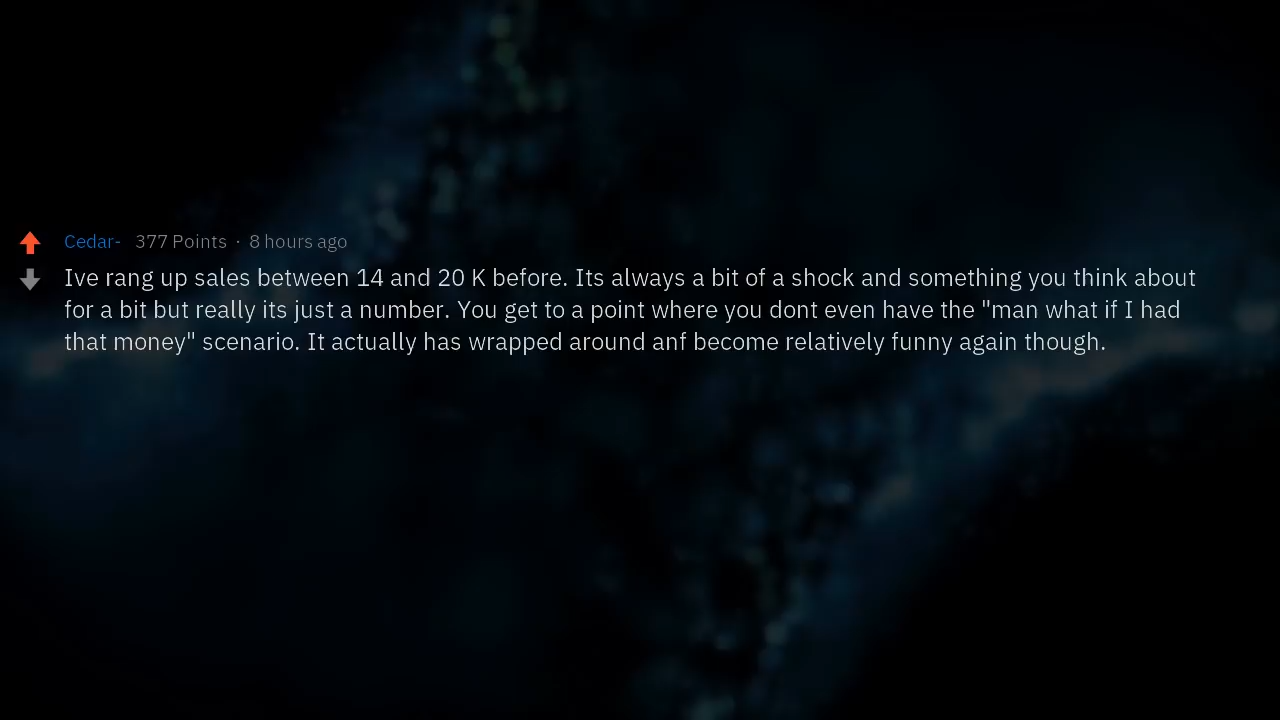 Cedar- 377 Points · 8 hours ago
Ive rang up sales between 14 and 20 K before. Its always a bit of a shock and something you think about
for a bit but really its just a number. You get to a point where you dont even have the "man what if I had
that money" scenario. It actually has wrapped around anf become relatively funny again though.